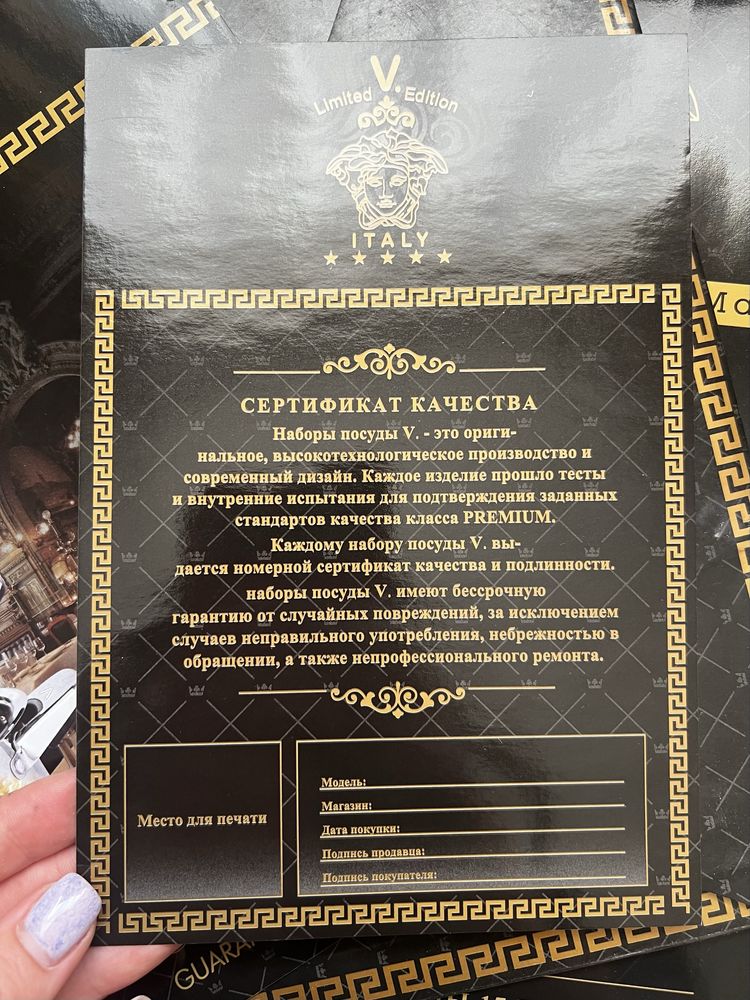 V.
Limited Edition
ITALY
СЕРТИФИКАТ КАЧЕСТВА
Наборы посуды V. - это ориги-
нальное, высокотехнологическое производство и
современный дизайн. Каждое изделие прошло тесты
и внутренние испытания для подтверждения заданных
стандартов качества класса PREMIUM.
Каждому набору посуды V. вы-
дается номерной сертификат качества и подлинности.
наборы посуды V. имеют бессрочную
гарантию от случайных повреждений, за исключением
случаев неправильного употребления, небрежностью в
обращении, а также непрофессионального ремонта.
Место для печати
Модель:
Магазин:
Дата покупки:
Подпись продавца:
Подпись покупателя: